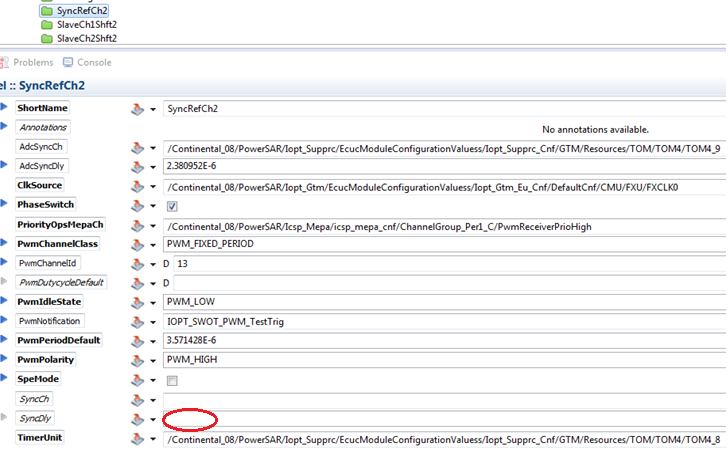 SyncRefCh2
SlaveCh1Shft2
SlaveCh2Shft2
Problems Console
el :: SyncRefCh2
ShortName SyncRefCh2
Annotations No annotations available.
AdcSyncCh /Continental_08/PowerSAR/Iopt_Supprc/EcucModuleConfigurationValuess/Iopt_Supprc_Cnf/GTM/Resources/TOM/TOM4/TOM4_9
AdcSyncDly 2.380952E-6
ClkSource /Continental_08/PowerSAR/Iopt_Gtm/EcucModuleConfigurationValuess/Iopt_Gtm_Eu_Cnf/DefaultCnf/CMU/FXU/FXCLK0
PhaseSwitch
PriorityOpsMepaCh /Continental_08/PowerSAR/Icsp_Mepa/icsp_mepa_cnf/ChannelGroup_Per1_C/PwmReceiverPrioHigh
PwmChannelClass PWM_FIXED_PERIOD
PwmChannelId D 13
PwmDutycycleDefault D
PwmIdleState PWM_LOW
PwmNotification IOPT_SWOT_PWM_TestTrig
PwmPeriodDefault 3.571428E-6
PwmPolarity PWM_HIGH
SpeMode
SyncCh
SyncDly
TimerUnit /Continental_08/PowerSAR/Iopt_Supprc/EcucModuleConfigurationValuess/Iopt_Supprc_Cnf/GTM/Resources/TOM/TOM4/TOM4_8